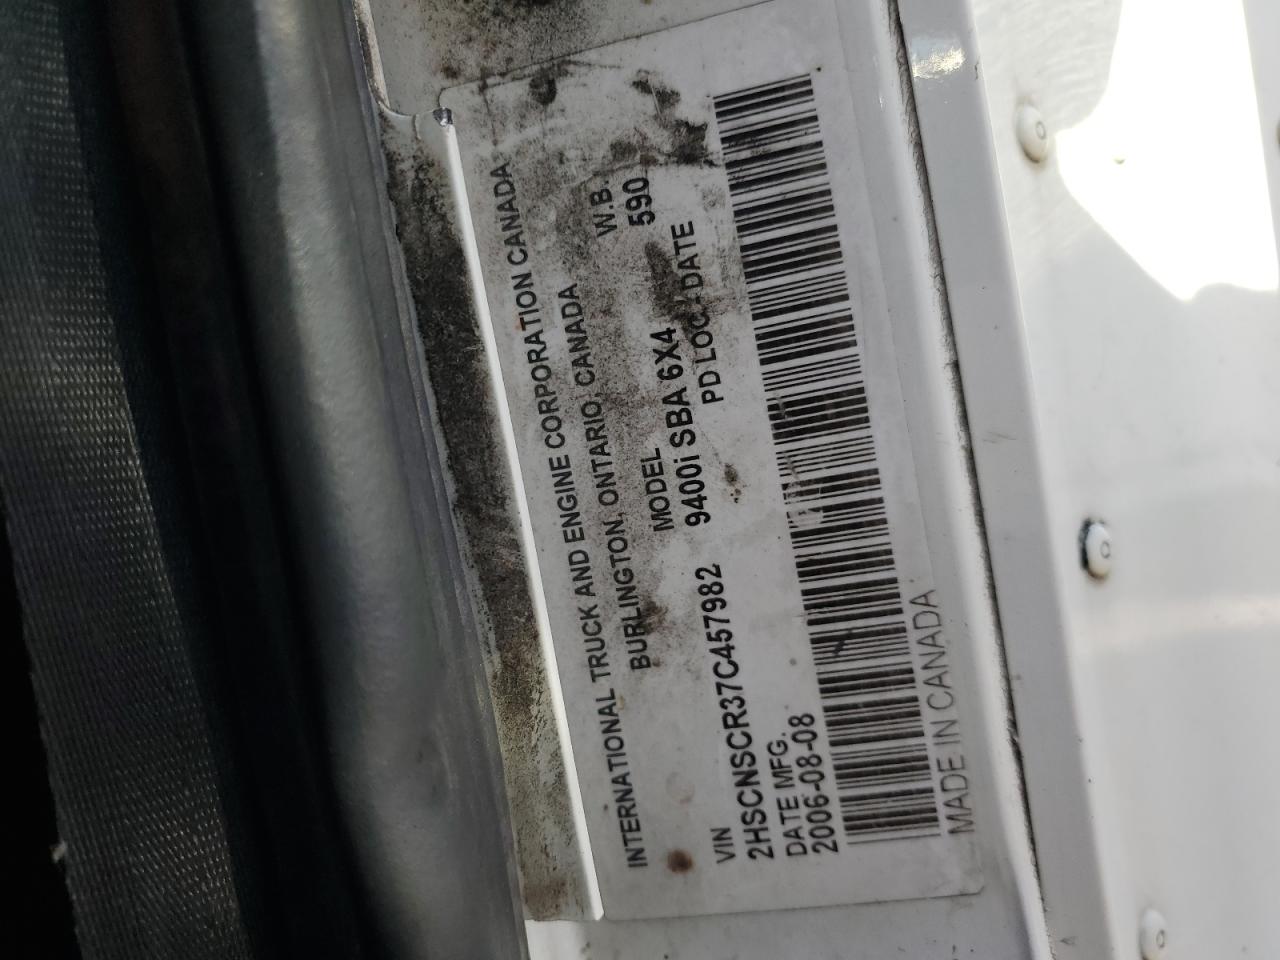 INTERNATIONAL TRUCK AND ENGINE CORPORATION CANADA
BURLINGTON, ONTARIO, CANADA
MODEL W.B.
VIN 9400i SBA 6X4 590
2HSCNSCR37C457982 PD LOC - DATE
DATE MFG.
2006-08-08
MADE IN CANADA